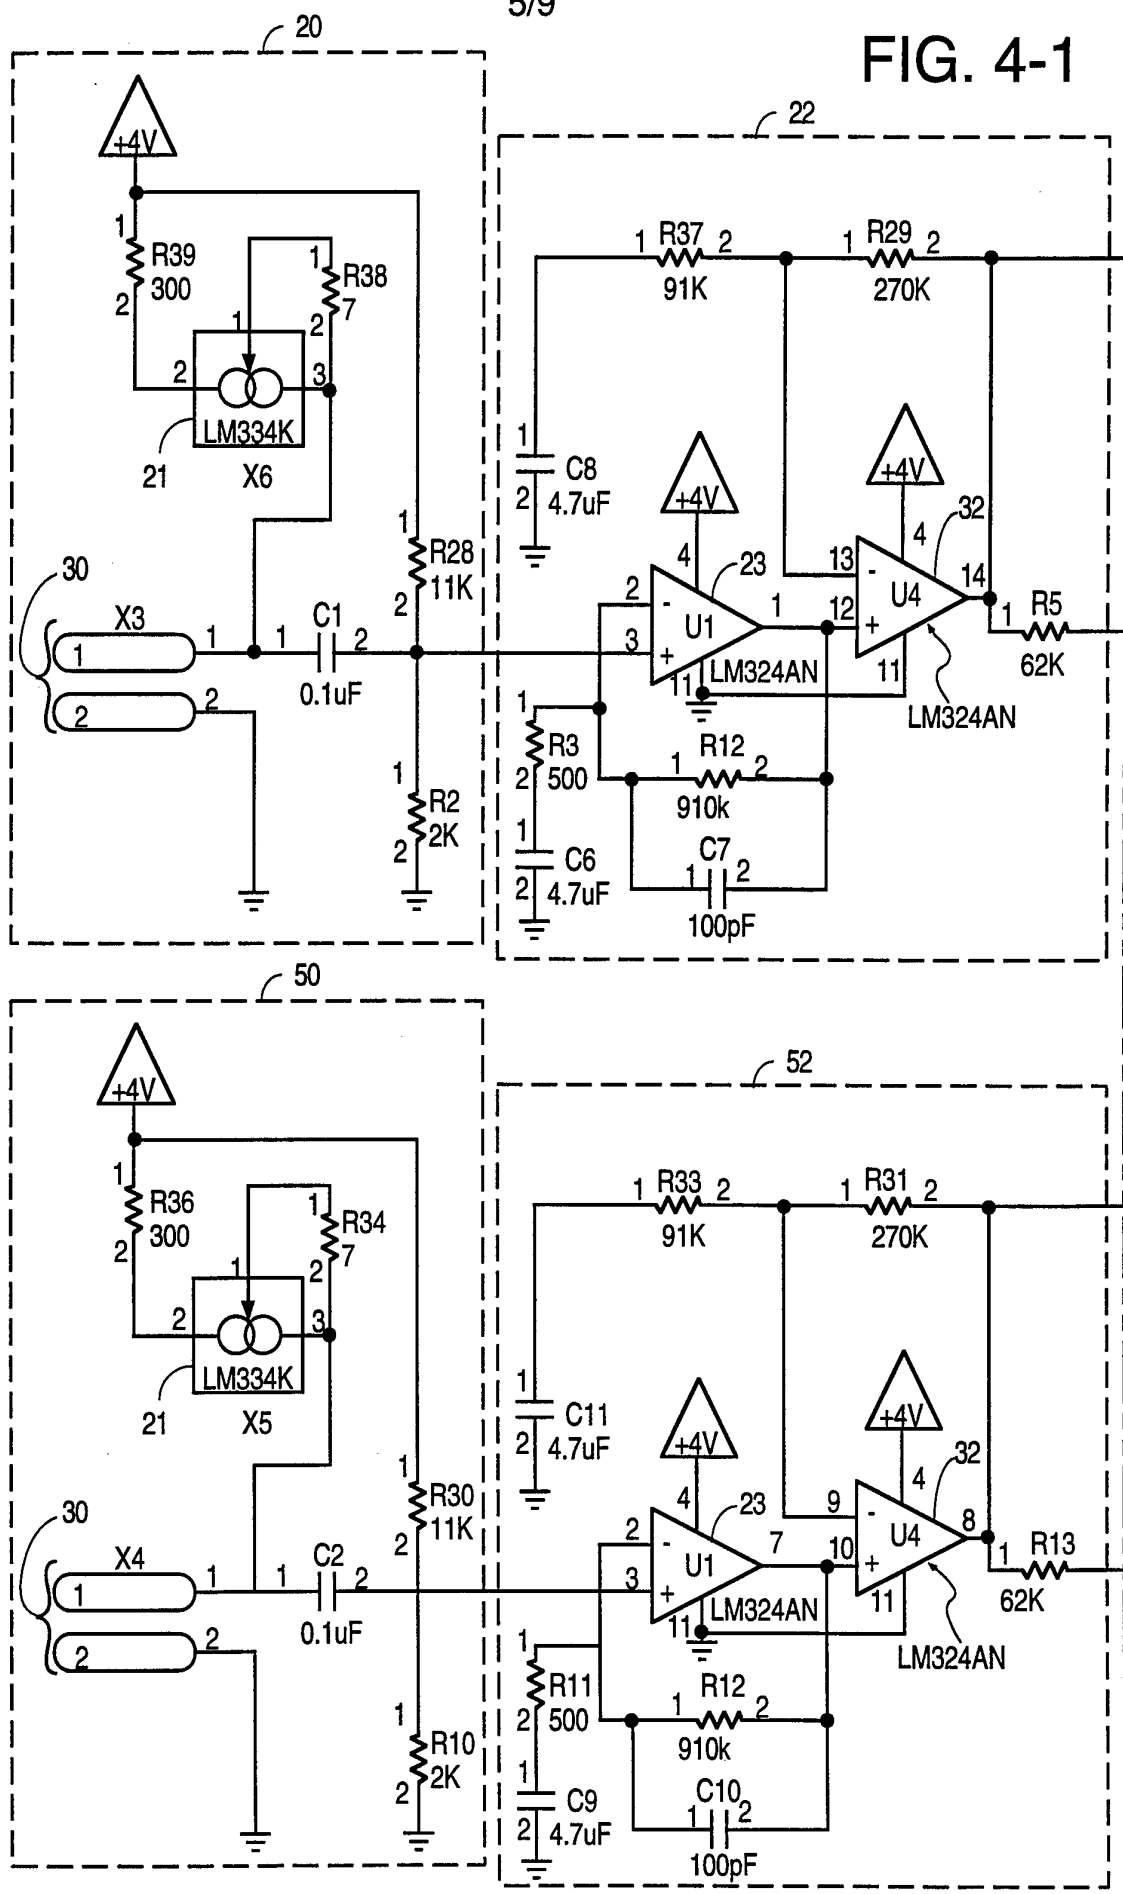 5/9
FIG. 4-1
20
+4V
1
R39
300
2
1
R38
7
2
1
2
3
LM334K
21
X6
1
R28
11K
2
30
X3
1
1
1
C1
2
0.1uF
2
2
1
R2
2K
2
22
1
R37
2
91K
1
R29
2
270K
1
C8
2
4.7uF
+4V
4
23
2
-
U1
3
+
1
11
LM324AN
+4V
4
32
13
-
U4
14
12
+
11
LM324AN
1
R5
62K
1
R3
2
500
1
C6
2
4.7uF
1
R12
2
910k
C7
1
2
100pF
50
+4V
1
R36
300
2
1
R34
7
2
1
2
3
LM334K
21
X5
1
R30
11K
2
30
X4
1
1
1
C2
2
0.1uF
2
2
1
R10
2K
2
52
1
R33
2
91K
1
R31
2
270K
1
C11
2
4.7uF
+4V
4
23
2
-
U1
3
+
7
11
LM324AN
+4V
4
32
9
-
U4
8
10
+
11
LM324AN
1
R13
62K
1
R11
2
500
1
C9
2
4.7uF
1
R12
2
910k
C10
1
2
100pF